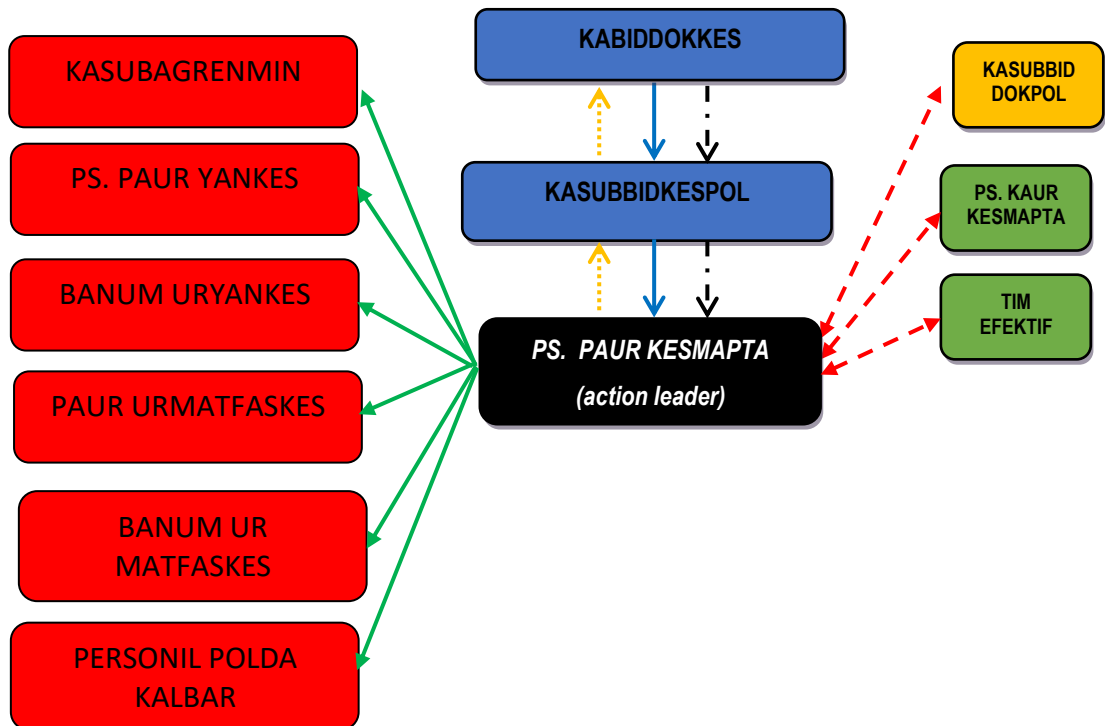 KASUBAGRENMIN
PS. PAUR YANKES
BANUM URYANKES
PAUR URMATFASKES
BANUM UR
MATFASKES
PERSONIL POLDA
KALBAR
KABIDDOKKES
KASUBBIDKESPOL
PS.  PAUR KESMAPTA
(action leader)
KASUBBID
DOKPOL
PS. KAUR
KESMAPTA
TIM
EFEKTIF